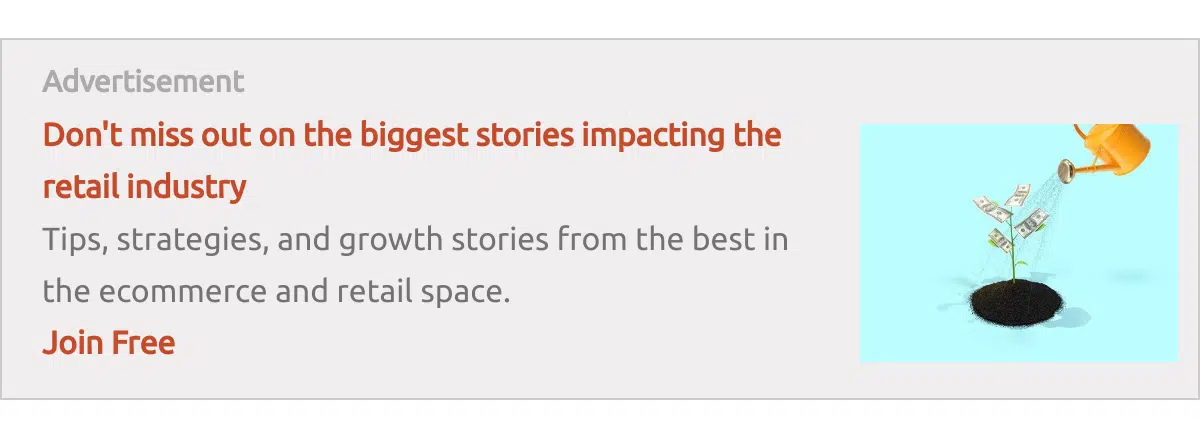 Advertisement
Don't miss out on the biggest stories impacting the
retail industry
Tips, strategies, and growth stories from the best in
the ecommerce and retail space.
Join Free